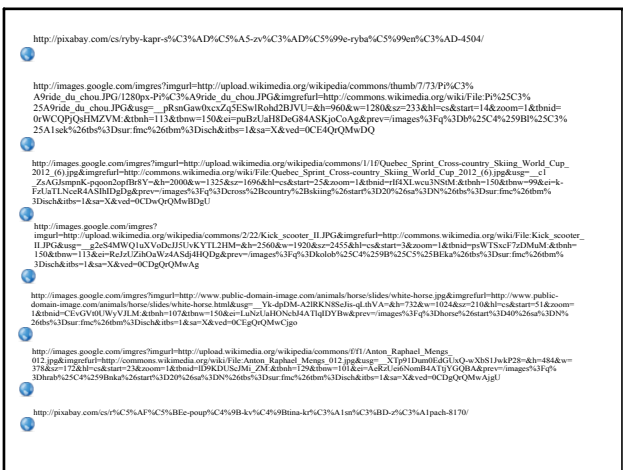 http://pixabay.com/cs/ryby-kapr-s%C3%AD%C5%A5-zv%C3%AD%C5%99e-ryba%C5%99en%C3%AD-4504/
http://images.google.com/imgres?imgurl=http://upload.wikimedia.org/wikipedia/commons/thumb/7/73/Pi%C3%
A9ride_du_chou.JPG/1280px-Pi%C3%A9ride_du_chou.JPG&imgrefurl=http://commons.wikimedia.org/wiki/File:Pi%25C3%
25A9ride_du_chou.JPG&usg=__pRsnGaw0xcxZq5ESwlRohd2BJVU=&h=960&w=1280&sz=233&hl=cs&start=14&zoom=1&tbnid=
0rWCQPjQsHMZVM:&tbnh=113&tbnw=150&ei=puBzUaH8DeG84ASKjoCoAg&prev=/images%3Fq%3Db%25C4%259Bl%25C3%
25A1sek%26tbs%3Dsur:fmc%26tbm%3Disch&itbs=1&sa=X&ved=0CE4QrQMwDQ
http://images.google.com/imgres?imgurl=http://upload.wikimedia.org/wikipedia/commons/1/1f/Quebec_Sprint_Cross-country_Skiing_World_Cup_
2012_(6).jpg&imgrefurl=http://commons.wikimedia.org/wiki/File:Quebec_Sprint_Cross-country_Skiing_World_Cup_2012_(6).jpg&usg=__c1
_ZsAGJsmpnK-pqoon2opfBr8Y=&h=2000&w=1325&sz=1696&hl=cs&start=25&zoom=1&tbnid=rIf4XLwcu3NStM:&tbnh=150&tbnw=99&ei=k-
FzUaTLNceR4ASIhIDgDg&prev=/images%3Fq%3Dcross%2Bcountry%2Bskiing%26start%3D20%26sa%3DN%26tbs%3Dsur:fmc%26tbm%
3Disch&itbs=1&sa=X&ved=0CDwQrQMwBDgU
http://images.google.com/imgres?
imgurl=http://upload.wikimedia.org/wikipedia/commons/2/22/Kick_scooter_II.JPG&imgrefurl=http://commons.wikimedia.org/wiki/File:Kick_scooter_
II.JPG&usg=__g2eS4MWQ1uXVoDcJJ5UvKYTL2HM=&h=2560&w=1920&sz=2455&hl=cs&start=3&zoom=1&tbnid=psWTSxcF7zDMuM:&tbnh=
150&tbnw=113&ei=ReJzUZihOaWz4ASdj4HQDg&prev=/images%3Fq%3Dkolob%25C4%259B%25C5%25BEka%26tbs%3Dsur:fmc%26tbm%
3Disch&itbs=1&sa=X&ved=0CDgQrQMwAg
http://images.google.com/imgres?imgurl=http://www.public-domain-image.com/animals/horse/slides/white-horse.jpg&imgrefurl=http://www.public-
domain-image.com/animals/horse/slides/white-horse.html&usg=__Yk-dpDM-A2lRKN8SeJis-qLthVA=&h=732&w=1024&sz=210&hl=cs&start=51&zoom=
1&tbnid=CEvGVt0UWyVJLM:&tbnh=107&tbnw=150&ei=LuNzUaHONcbJ4ATlqIDYBw&prev=/images%3Fq%3Dhorse%26start%3D40%26sa%3DN%
26tbs%3Dsur:fmc%26tbm%3Disch&itbs=1&sa=X&ved=0CEgQrQMwCjgo
http://images.google.com/imgres?imgurl=http://upload.wikimedia.org/wikipedia/commons/f/f1/Anton_Raphael_Mengs_
012.jpg&imgrefurl=http://commons.wikimedia.org/wiki/File:Anton_Raphael_Mengs_012.jpg&usg=__XTp91Dum0EdGUxQ-wXbS1JwkP28=&h=484&w=
378&sz=172&hl=cs&start=23&zoom=1&tbnid=ID9KDUScJMi_ZM:&tbnh=129&tbnw=101&ei=AeRzUei6NomB4ATtjYGQBA&prev=/images%3Fq%
3Dhrab%25C4%259Bnka%26start%3D20%26sa%3DN%26tbs%3Dsur:fmc%26tbm%3Disch&itbs=1&sa=X&ved=0CDgQrQMwAjgU
http://pixabay.com/cs/r%C5%AF%C5%BEe-poup%C4%9B-kv%C4%9Btina-kr%C3%A1sn%C3%BD-z%C3%A1pach-8170/